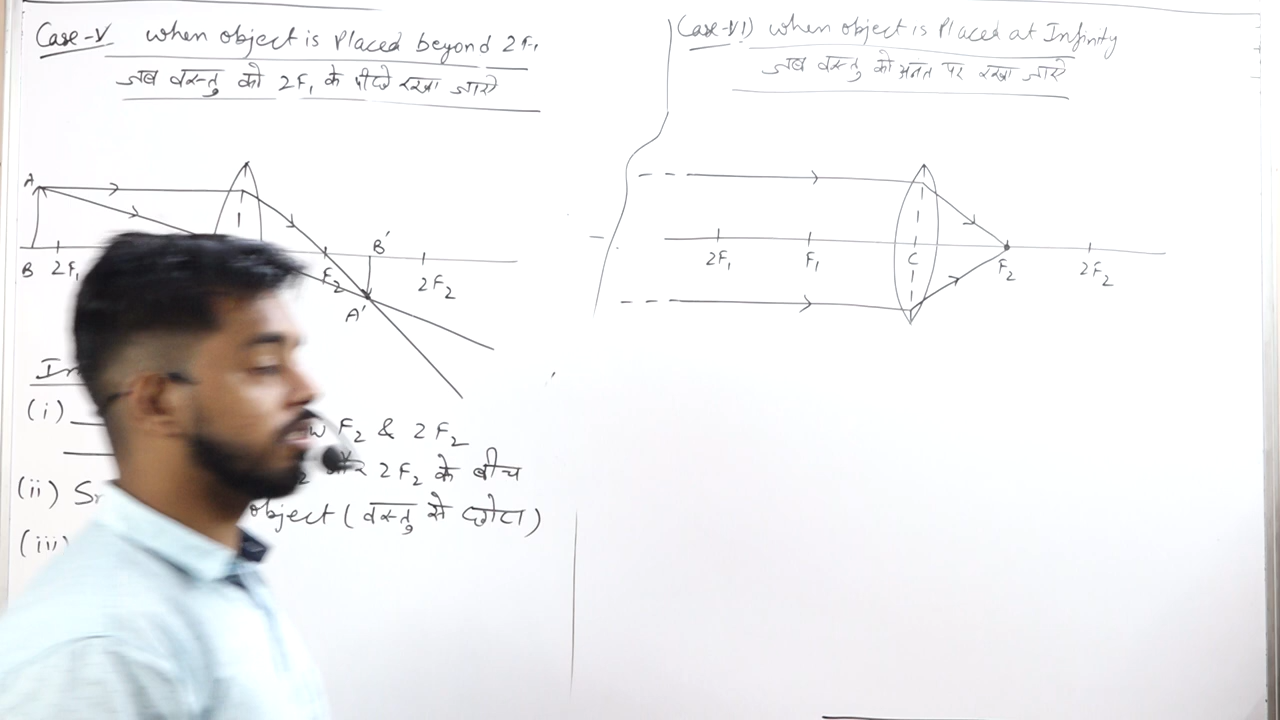 Case-V when object is Placed beyond 2F₁
जब वस्तु को 2F₁ के पीछे रखा जाये
A
B 2F₁
F₂
B'
2F₂
A'
(i)
F₂ & 2F₂
और 2F₂ के बीच
(ii)
object (वस्तु से छोटा)
(iii)
Case-VI) when object is Placed at Infinity
जब वस्तु को अनंत पर रखा जाये
2F₁ F₁ C F₂ 2F₂